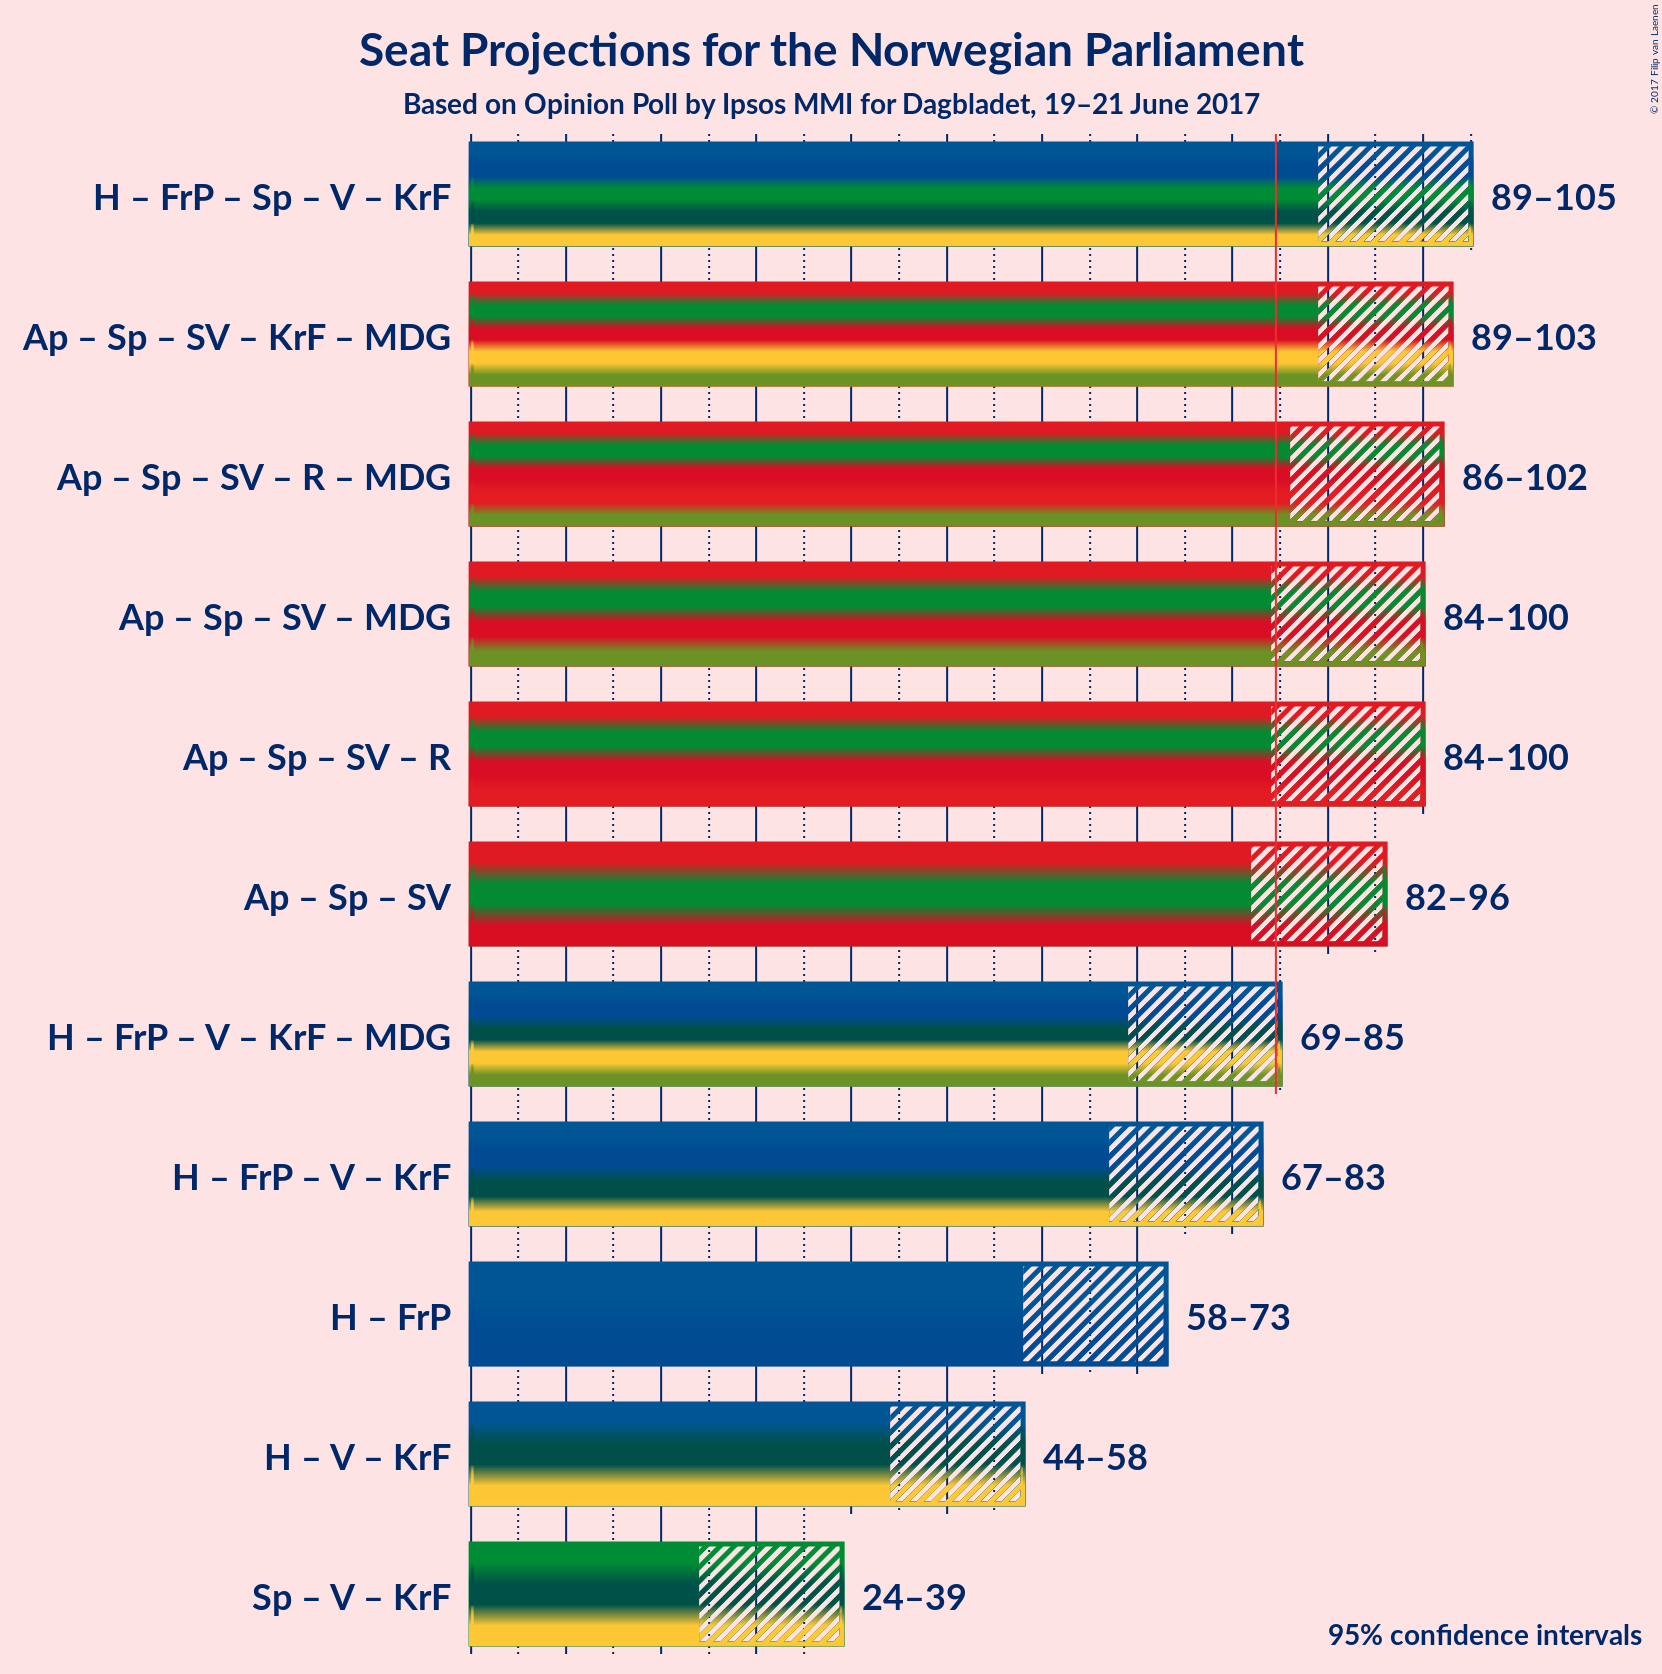 Seat Projections for the Norwegian Parliament
Based on Opinion Poll by Ipsos MMI for Dagbladet, 19–21 June 2017
© 2017 Filip van Laenen
H – FrP – Sp – V – KrF 89–105
Ap – Sp – SV – KrF – MDG 89–103
Ap – Sp – SV – R – MDG 86–102
Ap – Sp – SV – MDG 84–100
Ap – Sp – SV – R 84–100
Ap – Sp – SV 82–96
H – FrP – V – KrF – MDG 69–85
H – FrP – V – KrF 67–83
H – FrP 58–73
H – V – KrF 44–58
Sp – V – KrF 24–39
95% confidence intervals